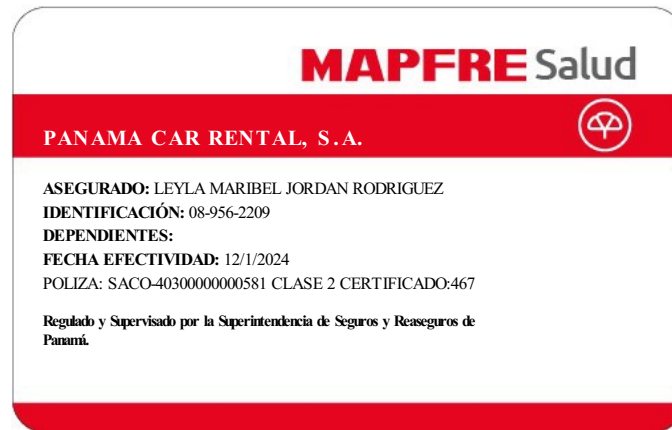 MAPFRE Salud
PANAMA CAR RENTAL, S.A.
ASEGURADO: LEYLA MARIBEL JORDAN RODRIGUEZ
IDENTIFICACIÓN: 08-956-2209
DEPENDIENTES:
FECHA EFECTIVIDAD: 12/1/2024
POLIZA: SACO-40300000000581 CLASE 2 CERTIFICADO:467
Regulado y Supervisado por la Superintendencia de Seguros y Reaseguros de
Panamá.